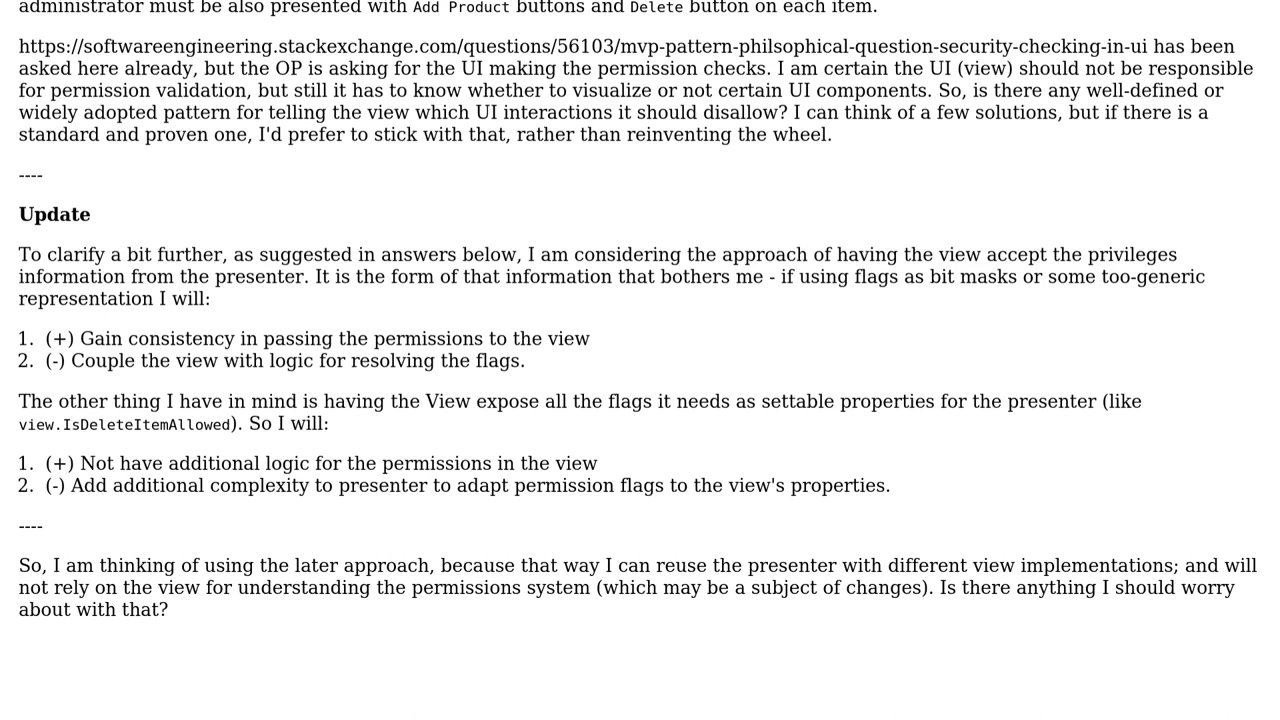 administrator must be also presented with Add Product buttons and Delete button on each item.
https://softwareengineering.stackexchange.com/questions/56103/mvp-pattern-philsophical-question-security-checking-in-ui has been
asked here already, but the OP is asking for the UI making the permission checks. I am certain the UI (view) should not be responsible
for permission validation, but still it has to know whether to visualize or not certain UI components. So, is there any well-defined or
widely adopted pattern for telling the view which UI interactions it should disallow? I can think of a few solutions, but if there is a
standard and proven one, I'd prefer to stick with that, rather than reinventing the wheel.
----
Update
To clarify a bit further, as suggested in answers below, I am considering the approach of having the view accept the privileges
information from the presenter. It is the form of that information that bothers me - if using flags as bit masks or some too-generic
representation I will:
1. (+) Gain consistency in passing the permissions to the view
2. (-) Couple the view with logic for resolving the flags.
The other thing I have in mind is having the View expose all the flags it needs as settable properties for the presenter (like
view.IsDeleteItemAllowed). So I will:
1. (+) Not have additional logic for the permissions in the view
2. (-) Add additional complexity to presenter to adapt permission flags to the view's properties.
----
So, I am thinking of using the later approach, because that way I can reuse the presenter with different view implementations; and will
not rely on the view for understanding the permissions system (which may be a subject of changes). Is there anything I should worry
about with that?